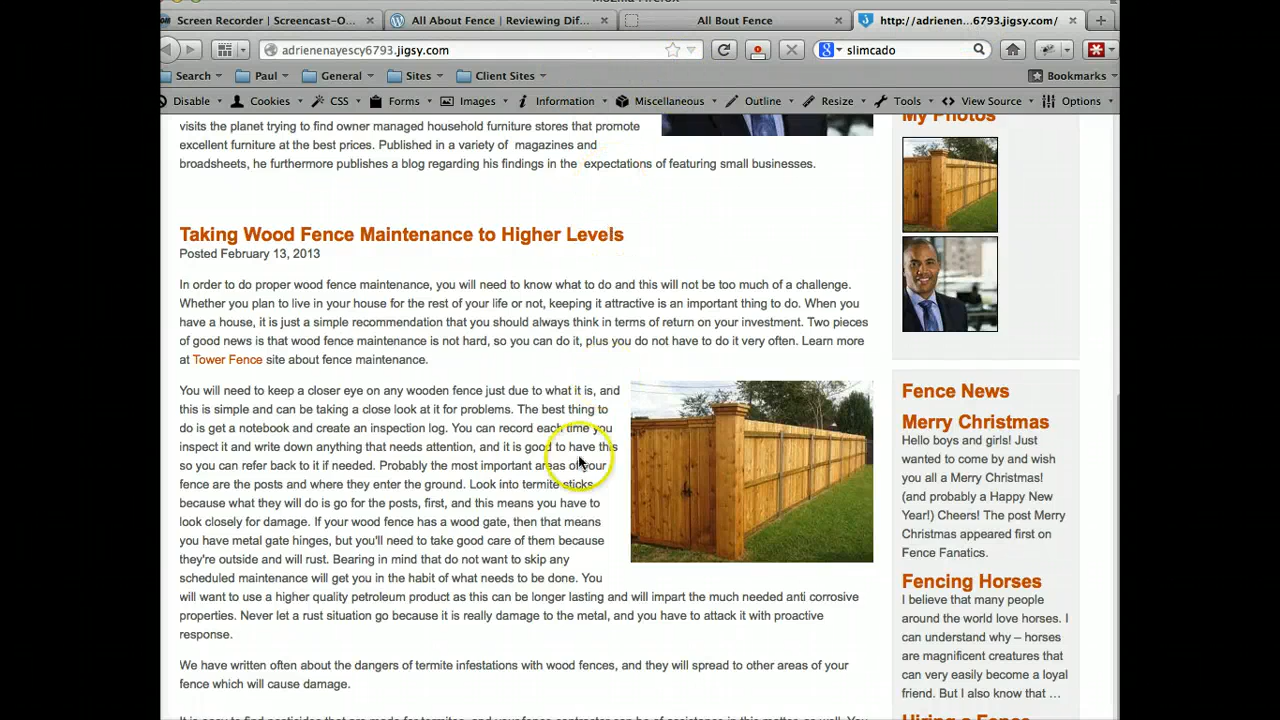 Screen Recorder | Screencast-O...
All About Fence | Reviewing Dif...
All Bout Fence
http://adrienen...6793.jigsy.com/
adrienenayescy6793.jigsy.com
slimcado
Search
Paul
General
Sites
Client Sites
Bookmarks
Disable
Cookies
CSS
Forms
Images
Information
Miscellaneous
Outline
Resize
Tools
View Source
Options
visits the planet trying to find owner managed household furniture stores that promote
excellent furniture at the best prices. Published in a variety of magazines and
broadsheets, he furthermore publishes a blog regarding his findings in the expectations of featuring small businesses.
Taking Wood Fence Maintenance to Higher Levels
Posted February 13, 2013
In order to do proper wood fence maintenance, you will need to know what to do and this will not be too much of a challenge.
Whether you plan to live in your house for the rest of your life or not, keeping it attractive is an important thing to do. When you
have a house, it is just a simple recommendation that you should always think in terms of return on your investment. Two pieces
of good news is that wood fence maintenance is not hard, so you can do it, plus you do not have to do it very often. Learn more
at Tower Fence site about fence maintenance.
You will need to keep a closer eye on any wooden fence just due to what it is, and
this is simple and can be taking a close look at it for problems. The best thing to
do is get a notebook and create an inspection log. You can record each time you
inspect it and write down anything that needs attention, and it is good to have this
so you can refer back to it if needed. Probably the most important areas of your
fence are the posts and where they enter the ground. Look into termite sticks
because what they will do is go for the posts, first, and this means you have to
look closely for damage. If your wood fence has a wood gate, then that means
you have metal gate hinges, but you'll need to take good care of them because
they're outside and will rust. Bearing in mind that do not want to skip any
scheduled maintenance will get you in the habit of what needs to be done. You
will want to use a higher quality petroleum product as this can be longer lasting and will impart the much needed anti corrosive
properties. Never let a rust situation go because it is really damage to the metal, and you have to attack it with proactive
response.
We have written often about the dangers of termite infestations with wood fences, and they will spread to other areas of your
fence which will cause damage.
My Photos
Fence News
Merry Christmas
Hello boys and girls! Just
wanted to come by and wish
you all a Merry Christmas!
(and probably a Happy New
Year!) Cheers! The post Merry
Christmas appeared first on
Fence Fanatics.
Fencing Horses
I believe that many people
around the world love horses. I
can understand why – horses
are magnificent creatures that
can very easily become a loyal
friend. But I also know that …
Hiring a Fence